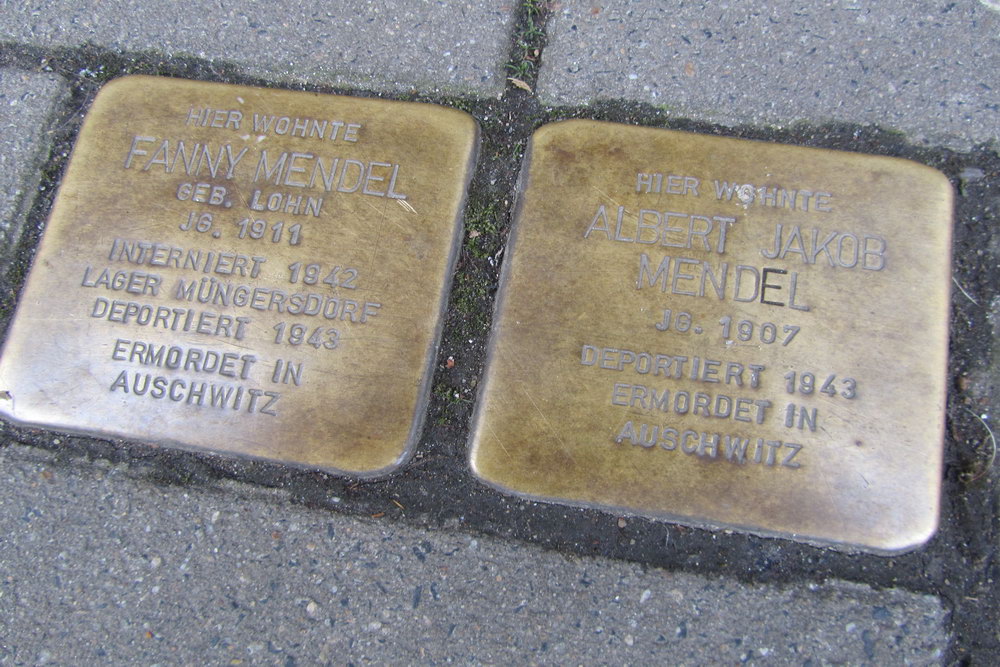 HIER WOHNTE
FANNY MENDEL
GEB. LOHN
JG. 1911
INTERNIERT 1942
LAGER MÜNGERSDORF
DEPORTIERT 1943
ERMORDET IN
AUSCHWITZ
HIER WOHNTE
ALBERT JAKOB
MENDEL
JG. 1907
DEPORTIERT 1943
ERMORDET IN
AUSCHWITZ